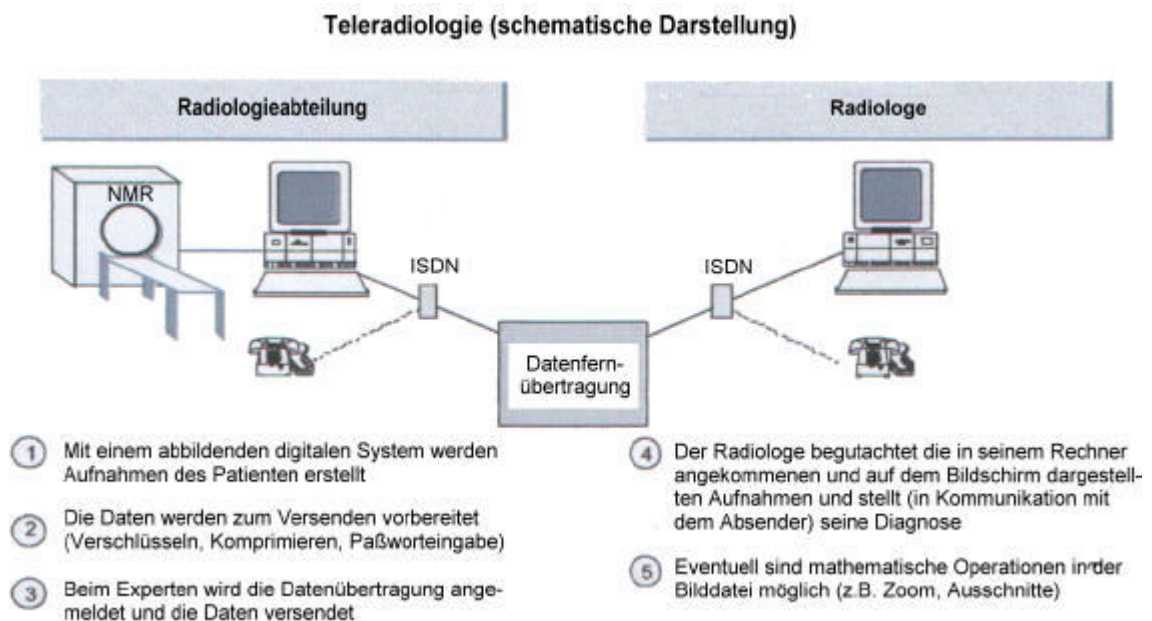 Teleradiologie (schematische Darstellung)
Radiologieabteilung
Radiologe
NMR
ISDN
ISDN
Datenfern-
übertragung
1 Mit einem abbildenden digitalen System werden
Aufnahmen des Patienten erstellt
2 Die Daten werden zum Versenden vorbereitet
(Verschlüsseln, Komprimieren, Paßworteingabe)
3 Beim Experten wird die Datenübertragung ange-
meldet und die Daten versendet
4 Der Radiologe begutachtet die in seinem Rechner
angekommenen und auf dem Bildschirm dargestell-
ten Aufnahmen und stellt (in Kommunikation mit
dem Absender) seine Diagnose
5 Eventuell sind mathematische Operationen in der
Bilddatei möglich (z.B. Zoom, Ausschnitte)